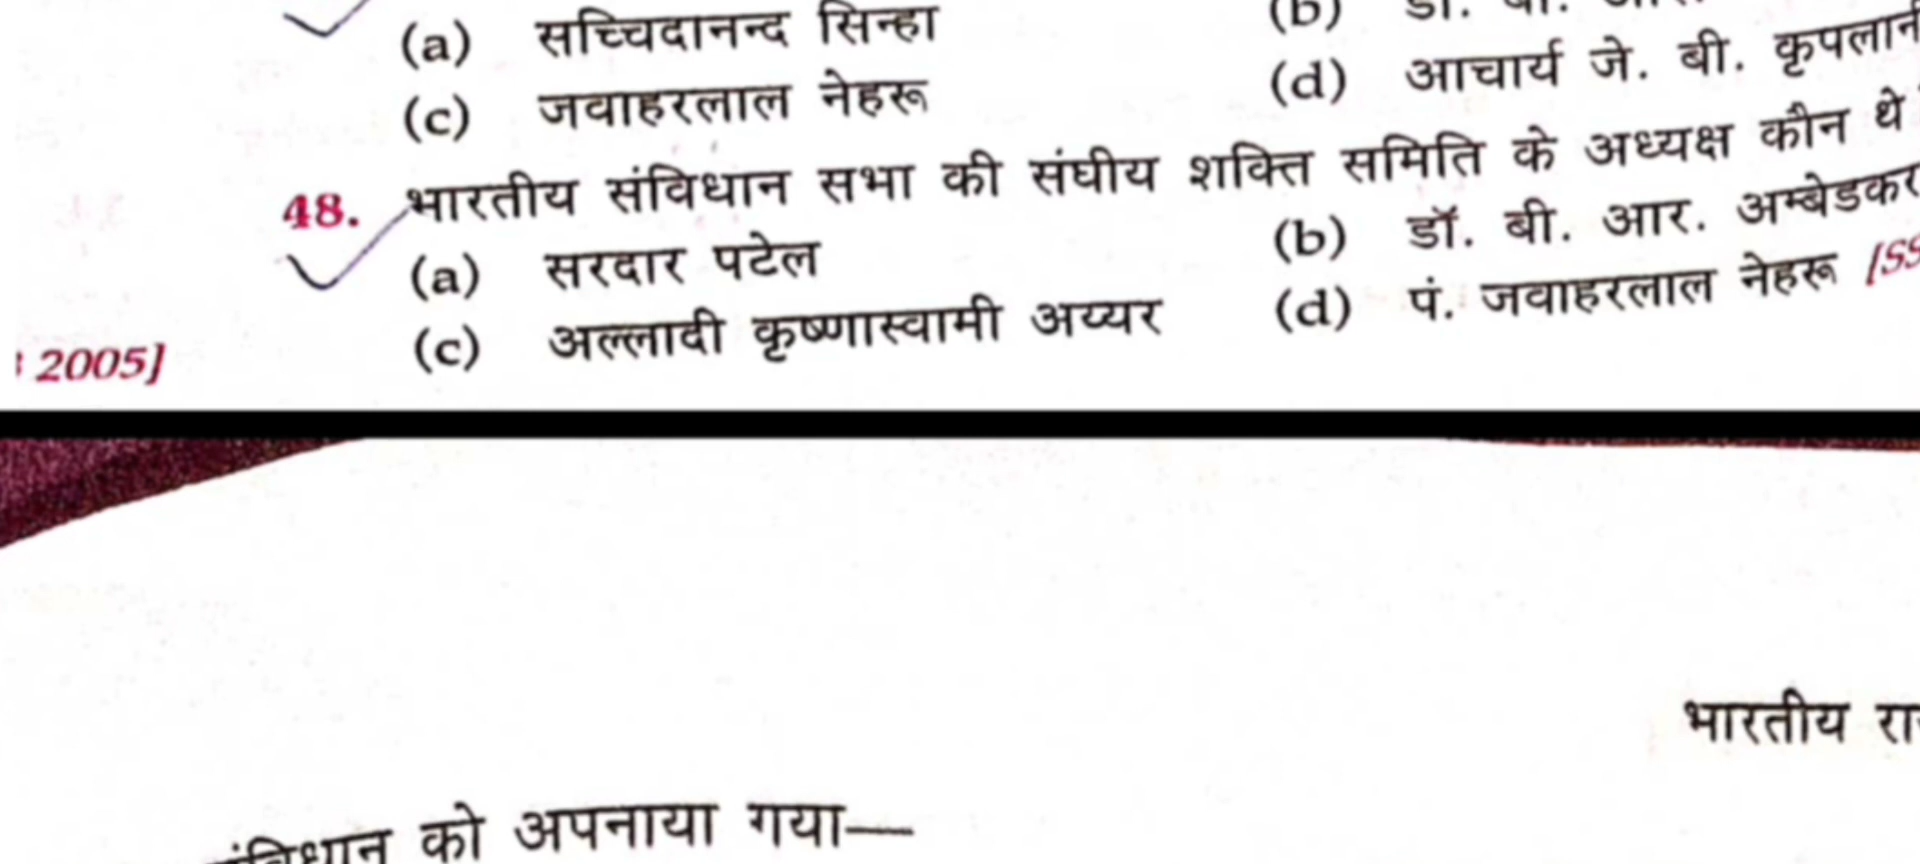 (a) सच्चिदानन्द सिन्हा (b)
(c) जवाहरलाल नेहरू (d) आचार्य जे. बी. कृपलानी
48. भारतीय संविधान सभा की संघीय शक्ति समिति के अध्यक्ष कौन थे
(a) सरदार पटेल (b) डॉ. बी. आर. अम्बेडकर
(c) अल्लादी कृष्णास्वामी अय्यर (d) पं. जवाहरलाल नेहरू [SS
2005]
भारतीय
संविधान को अपनाया गया—